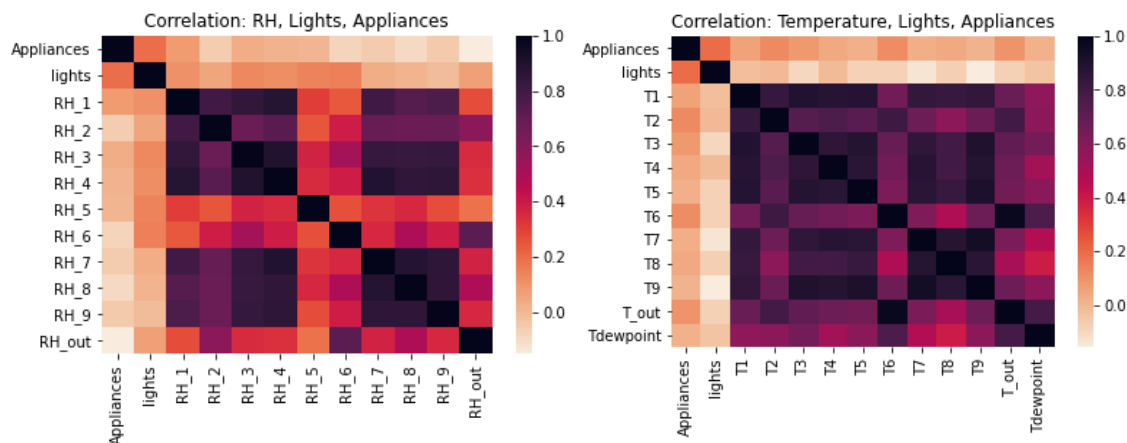 Correlation: RH, Lights, Appliances
Appliances
lights
RH_1
RH_2
RH_3
RH_4
RH_5
RH_6
RH_7
RH_8
RH_9
RH_out
Appliances
lights
RH_1
RH_2
RH_3
RH_4
RH_5
RH_6
RH_7
RH_8
RH_9
RH_out
1.0
0.8
0.6
0.4
0.2
0.0
Correlation: Temperature, Lights, Appliances
Appliances
lights
T1
T2
T3
T4
T5
T6
T7
T8
T9
T_out
Tdewpoint
Appliances
lights
T1
T2
T3
T4
T5
T6
T7
T8
T9
T_out
Tdewpoint
1.0
0.8
0.6
0.4
0.2
0.0